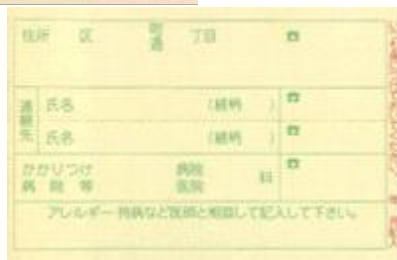 住所 区 町通 丁目 ☎
連絡先 氏名 (続柄 ) ☎
氏名 (続柄 ) ☎
かかりつけ病院等 病院 医院 科 ☎
アレルギー・持病など医師と相談して記入して下さい。